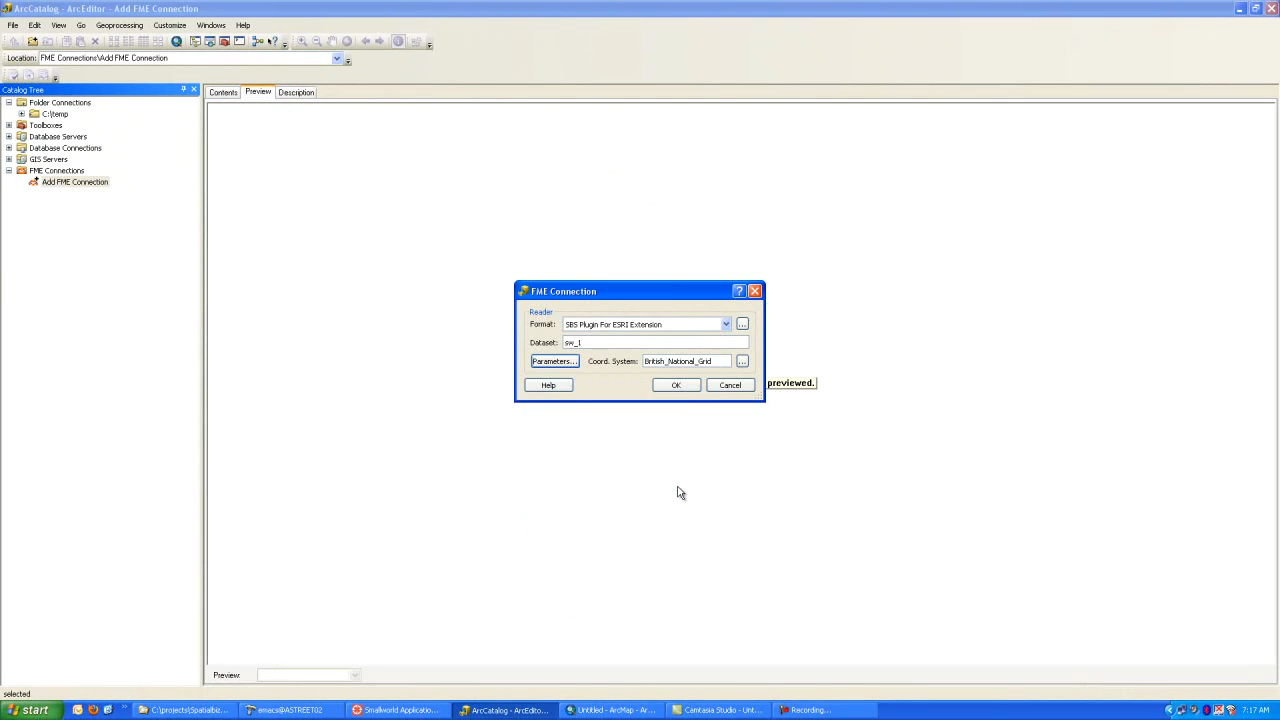 ArcCatalog - ArcEditor - Add FME Connection
File Edit View Go Geoprocessing Customize Windows Help
Location: FME Connections\Add FME Connection
Catalog Tree
Folder Connections
C:\temp
Toolboxes
Database Servers
Database Connections
GIS Servers
FME Connections
Add FME Connection
Contents Preview Description
FME Connection
Reader
Format: SBS Plugin For ESRI Extension ...
Dataset: sw_1
Parameters... Coord. System: British_National_Grid ...
Help OK Cancel
previewed.
Preview:
selected
start C:\projects\Spatialbiz... emacs@ASTREET02 Smallworld Applicatio... ArcCatalog - ArcEdito... Untitled - ArcMap - Ar... Camtasia Studio - Unt... Recording... 7:17 AM